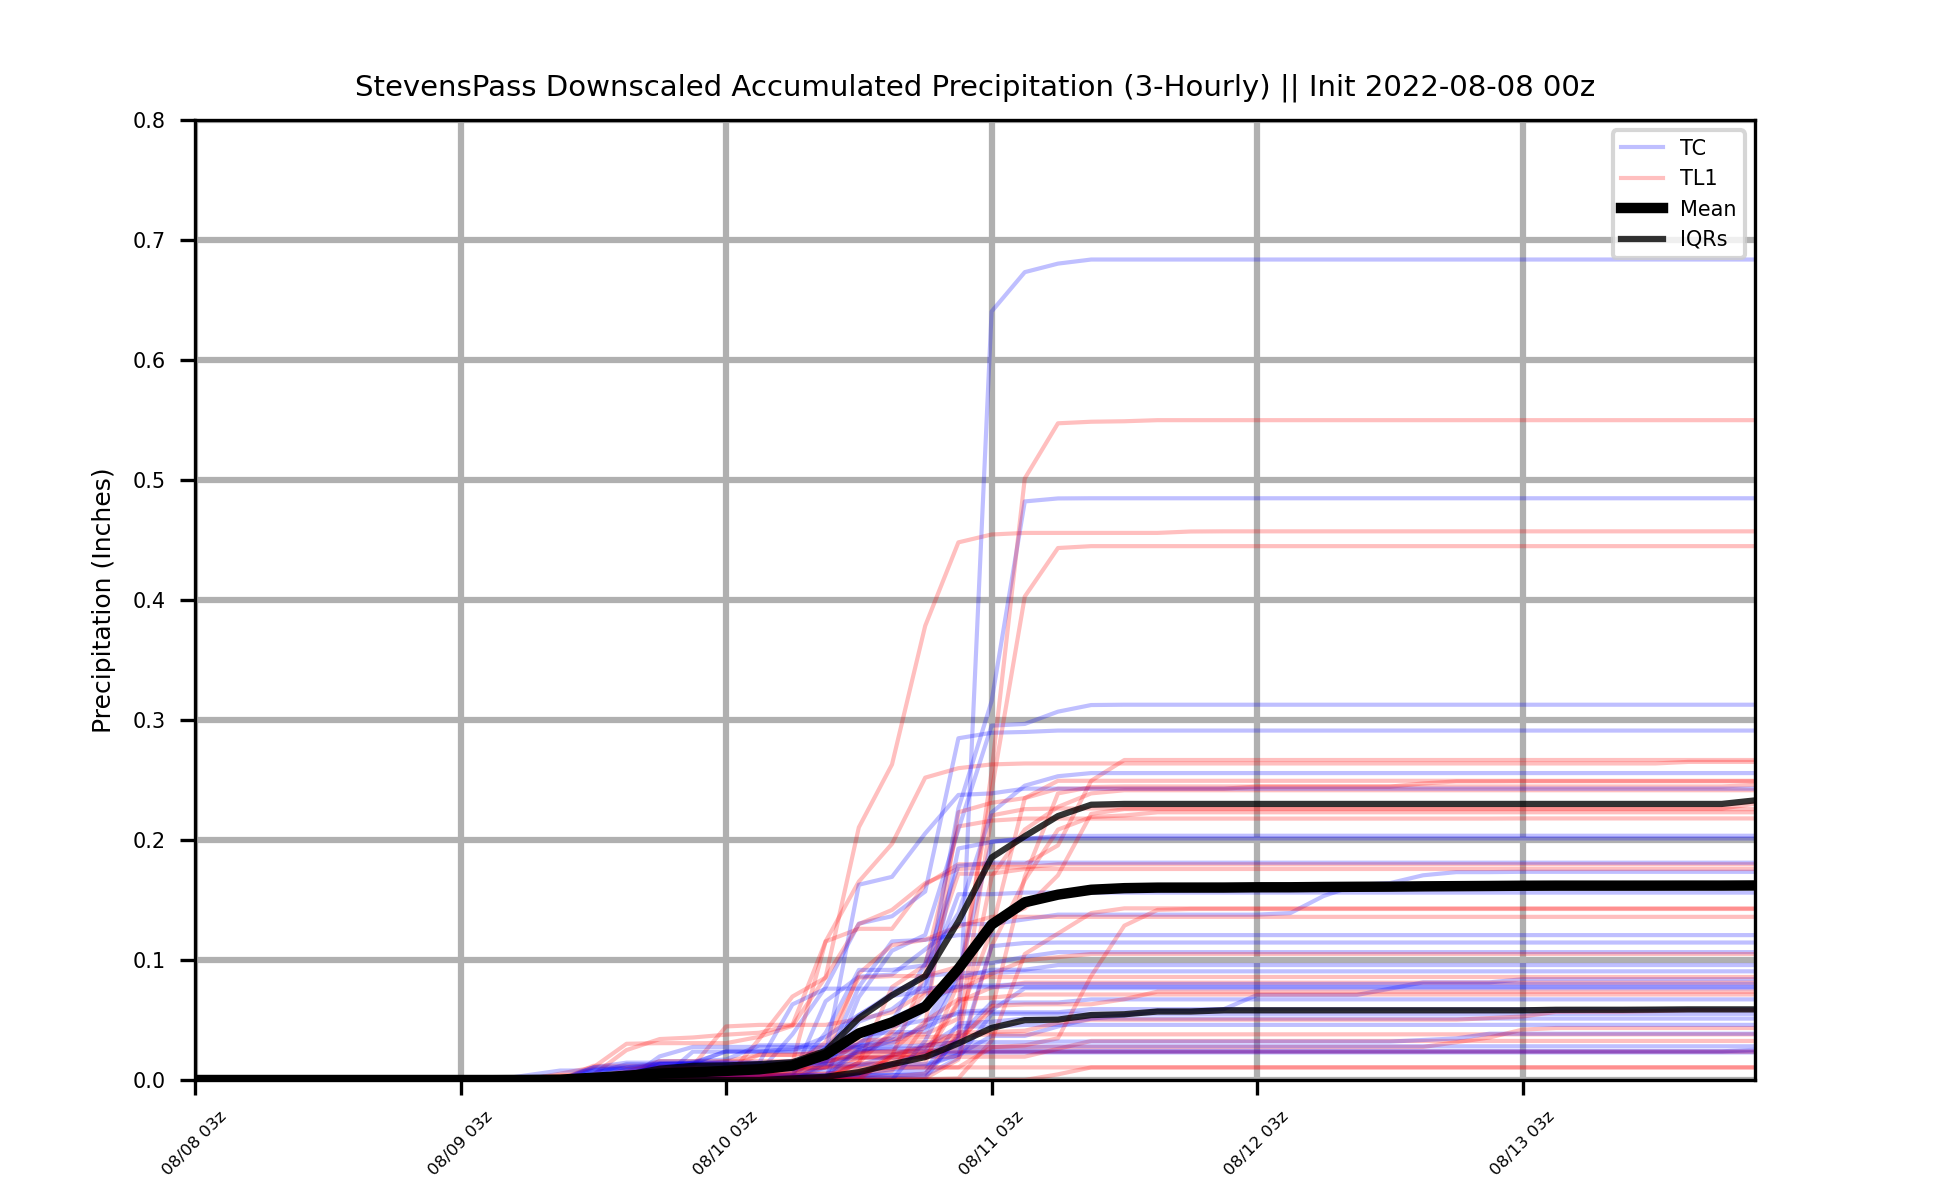 StevensPass Downscaled Accumulated Precipitation (3-Hourly) || Init 2022-08-08 00z
0.8
0.7
0.6
0.5
0.4
0.3
0.2
0.1
0.0
Precipitation (Inches)
TC
TL1
Mean
IQRs
08/08 03z
08/09 03z
08/10 03z
08/11 03z
08/12 03z
08/13 03z